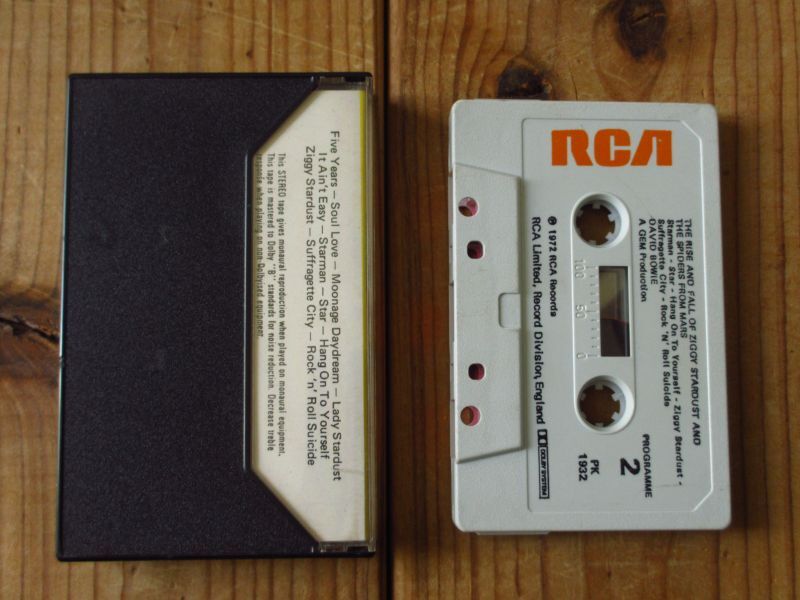 Five Years – Soul Love – Moonage Daydream – Lady Stardust
It Ain't Easy – Starman – Star – Hang On To Yourself
Ziggy Stardust – Suffragette City – Rock 'n' Roll Suicide
This STEREO tape gives monaural reproduction when played on monaural equipment.
This tape is mastered to Dolby "B" standards for noise reduction. Decrease treble
response when playing on non-Dolbyised equipment.
RCA
THE RISE AND FALL OF ZIGGY STARDUST AND
THE SPIDERS FROM MARS
Starman - Star - Hang On To Yourself - Ziggy Stardust -
Suffragette City - Rock 'N' Roll Suicide
-DAVID BOWIE
A GEM Production
100 50 0
PROGRAMME
2
PK
1932
℗ 1972 RCA Records
RCA Limited, Record Division, England
DOLBY SYSTEM